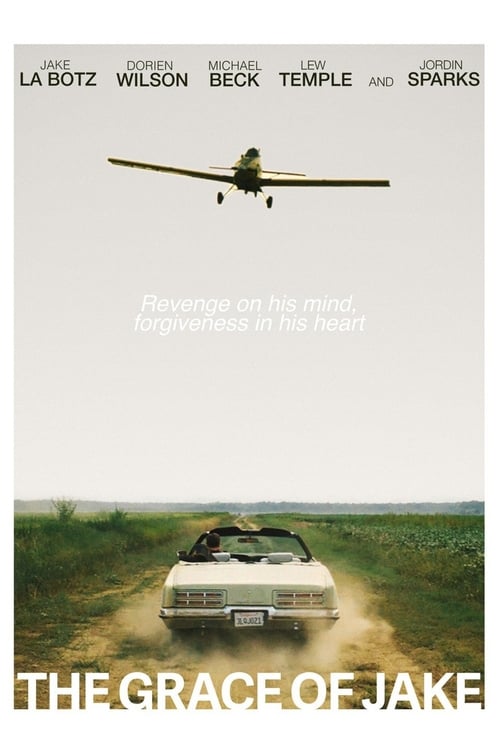 JAKE LA BOTZ
DORIEN WILSON
MICHAEL BECK
LEW TEMPLE
AND
JORDIN SPARKS
Revenge on his mind,
forgiveness in his heart
3LQJ021
THE GRACE OF JAKE